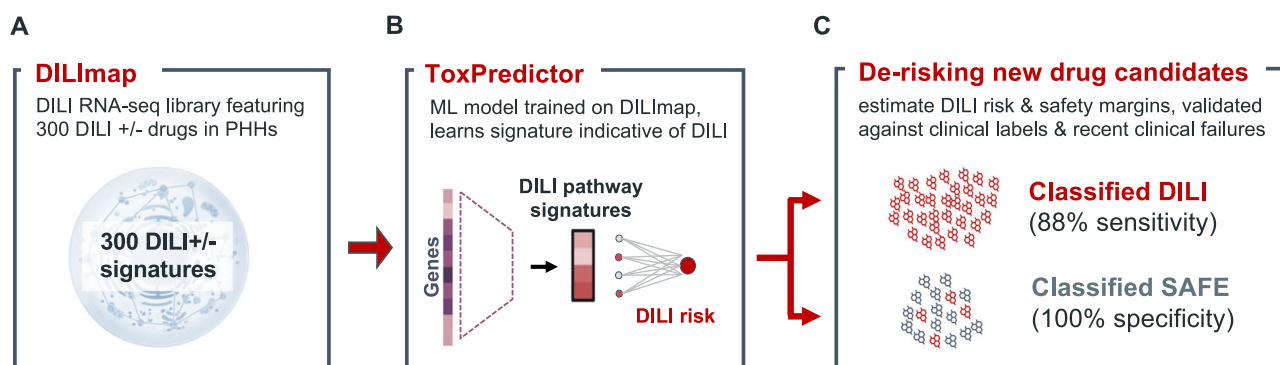 A
DILImap
DILI RNA-seq library featuring
300 DILI +/- drugs in PHHs
300 DILI+/-
signatures
B
ToxPredictor
ML model trained on DILImap,
learns signature indicative of DILI
Genes
DILI pathway
signatures
DILI risk
C
De-risking new drug candidates
estimate DILI risk & safety margins, validated
against clinical labels & recent clinical failures
Classified DILI
(88% sensitivity)
Classified SAFE
(100% specificity)